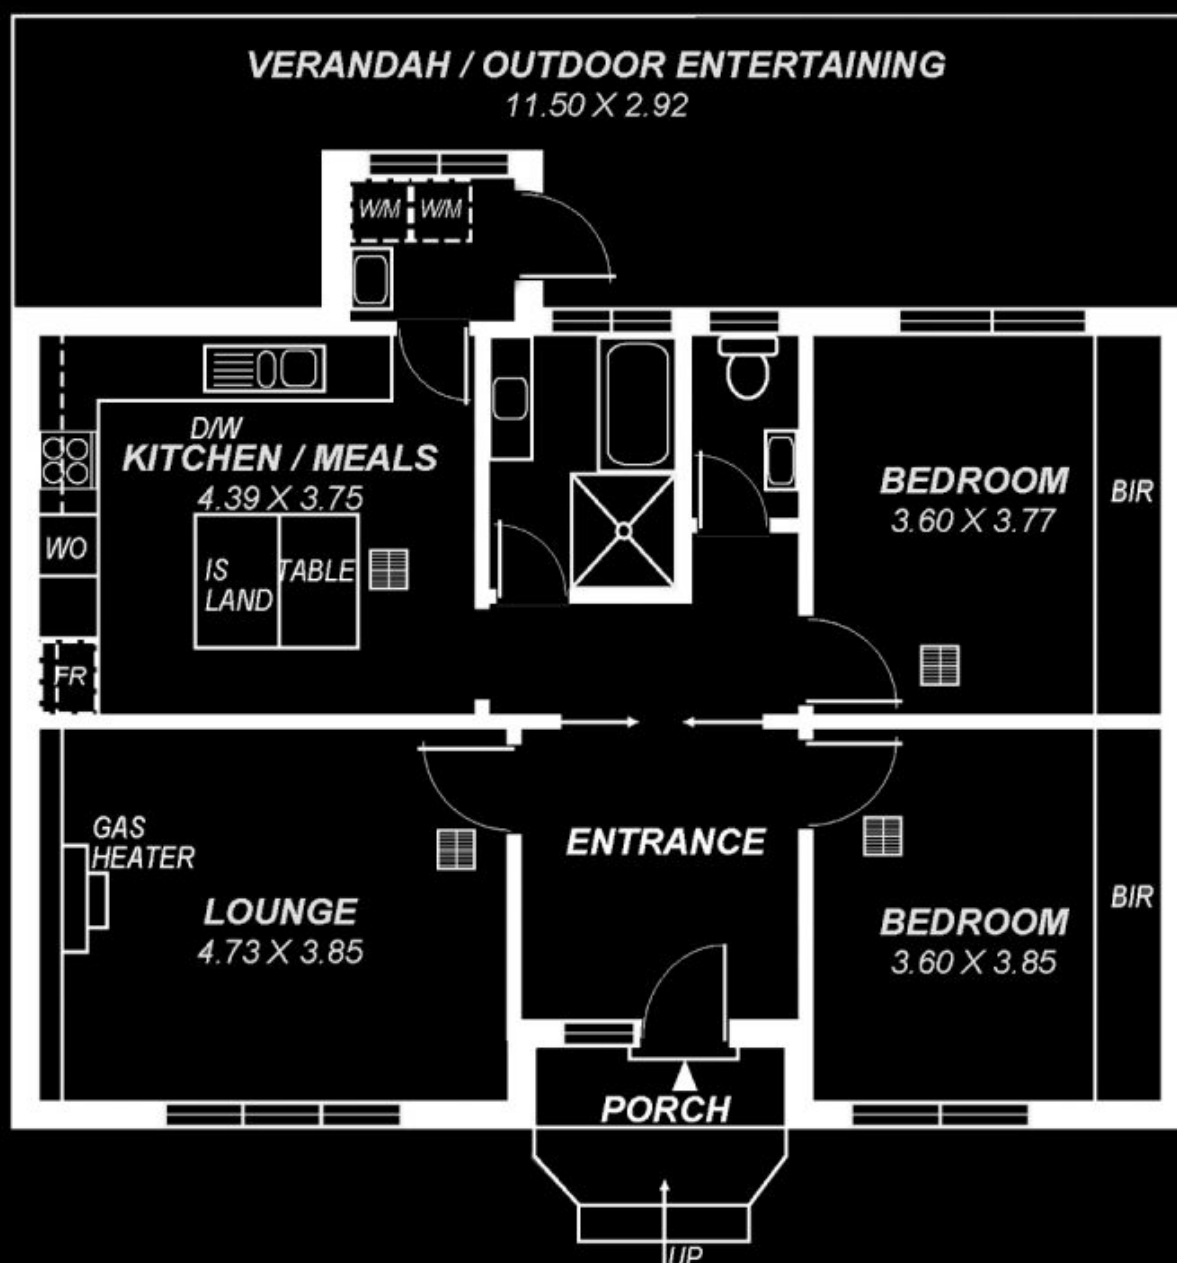 VERANDAH / OUTDOOR ENTERTAINING
11.50 X 2.92
W/M W/M
D/W
KITCHEN / MEALS
4.39 X 3.75
WO
IS
LAND
TABLE
FR
BEDROOM
3.60 X 3.77
BIR
GAS
HEATER
LOUNGE
4.73 X 3.85
ENTRANCE
BEDROOM
3.60 X 3.85
BIR
PORCH
UP